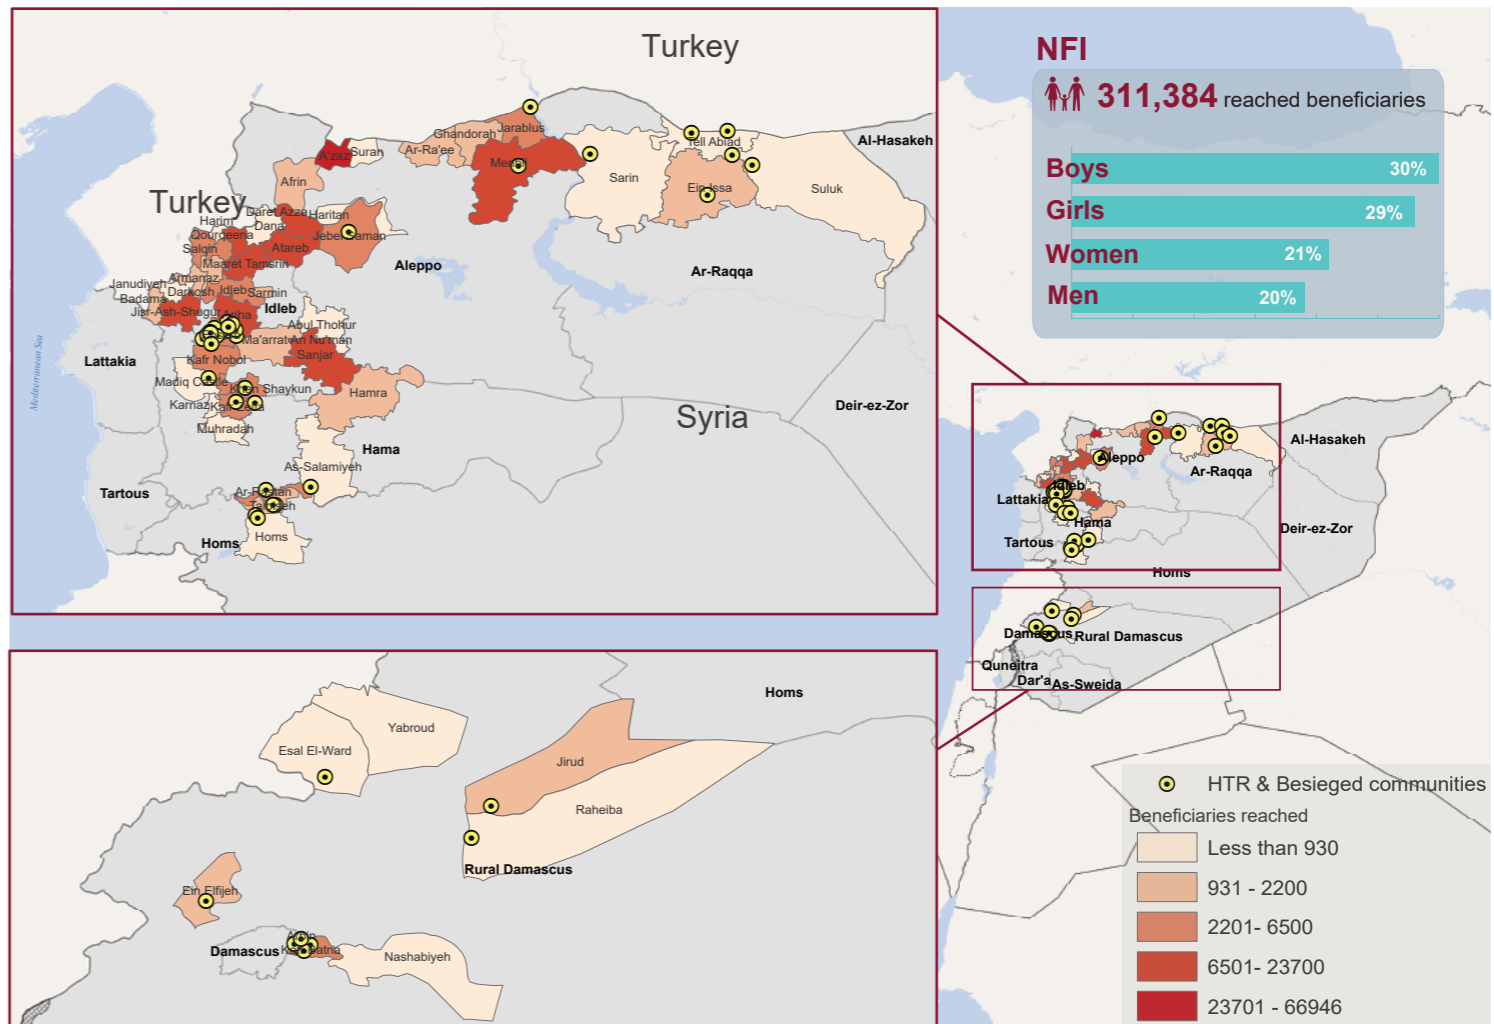 Turkey
Turkey
Syria
Mediterranean Sea
Aleppo
Ar-Raqqa
Al-Hasakeh
Deir-ez-Zor
Idleb
Lattakia
Hama
Tartous
Homs
Ghandorah
Jarablus
Ar-Ra'ee
A'zaz
Suran
Afrin
Tell Abiad
Sarin
Ein Issa
Suluk
Daret Azza
Haritan
Harim
Dana
Qourqeena
Jebel Saman
Salqin
Atareb
Maaret Tamsrin
Armanaz
Janudiyeh
Darkosh
Idleb
Sarmin
Badama
Jisr-Ash-Shugur
Ariha
Abul Thohur
Ma'arrat An Nu'man
Sanjar
Kafr Nobol
Madiq Castle
Khan Shaykun
Hamra
Karnaz
Kafr Zeita
Muhradah
As-Salamiyeh
Ar-Rastan
Homs
NFI
311,384 reached beneficiaries
Boys 30%
Girls 29%
Women 21%
Men 20%
Aleppo
Al-Hasakeh
Ar-Raqqa
Idleb
Lattakia
Hama
Deir-ez-Zor
Tartous
Homs
Damascus
Rural Damascus
Quneitra
Dar'a
As-Sweida
Homs
Yabroud
Esal El-Ward
Jirud
Raheiba
Rural Damascus
Ein Elfijeh
Damascus
Nashabiyeh
HTR & Besieged communities
Beneficiaries reached
Less than 930
931 - 2200
2201- 6500
6501- 23700
23701 - 66946